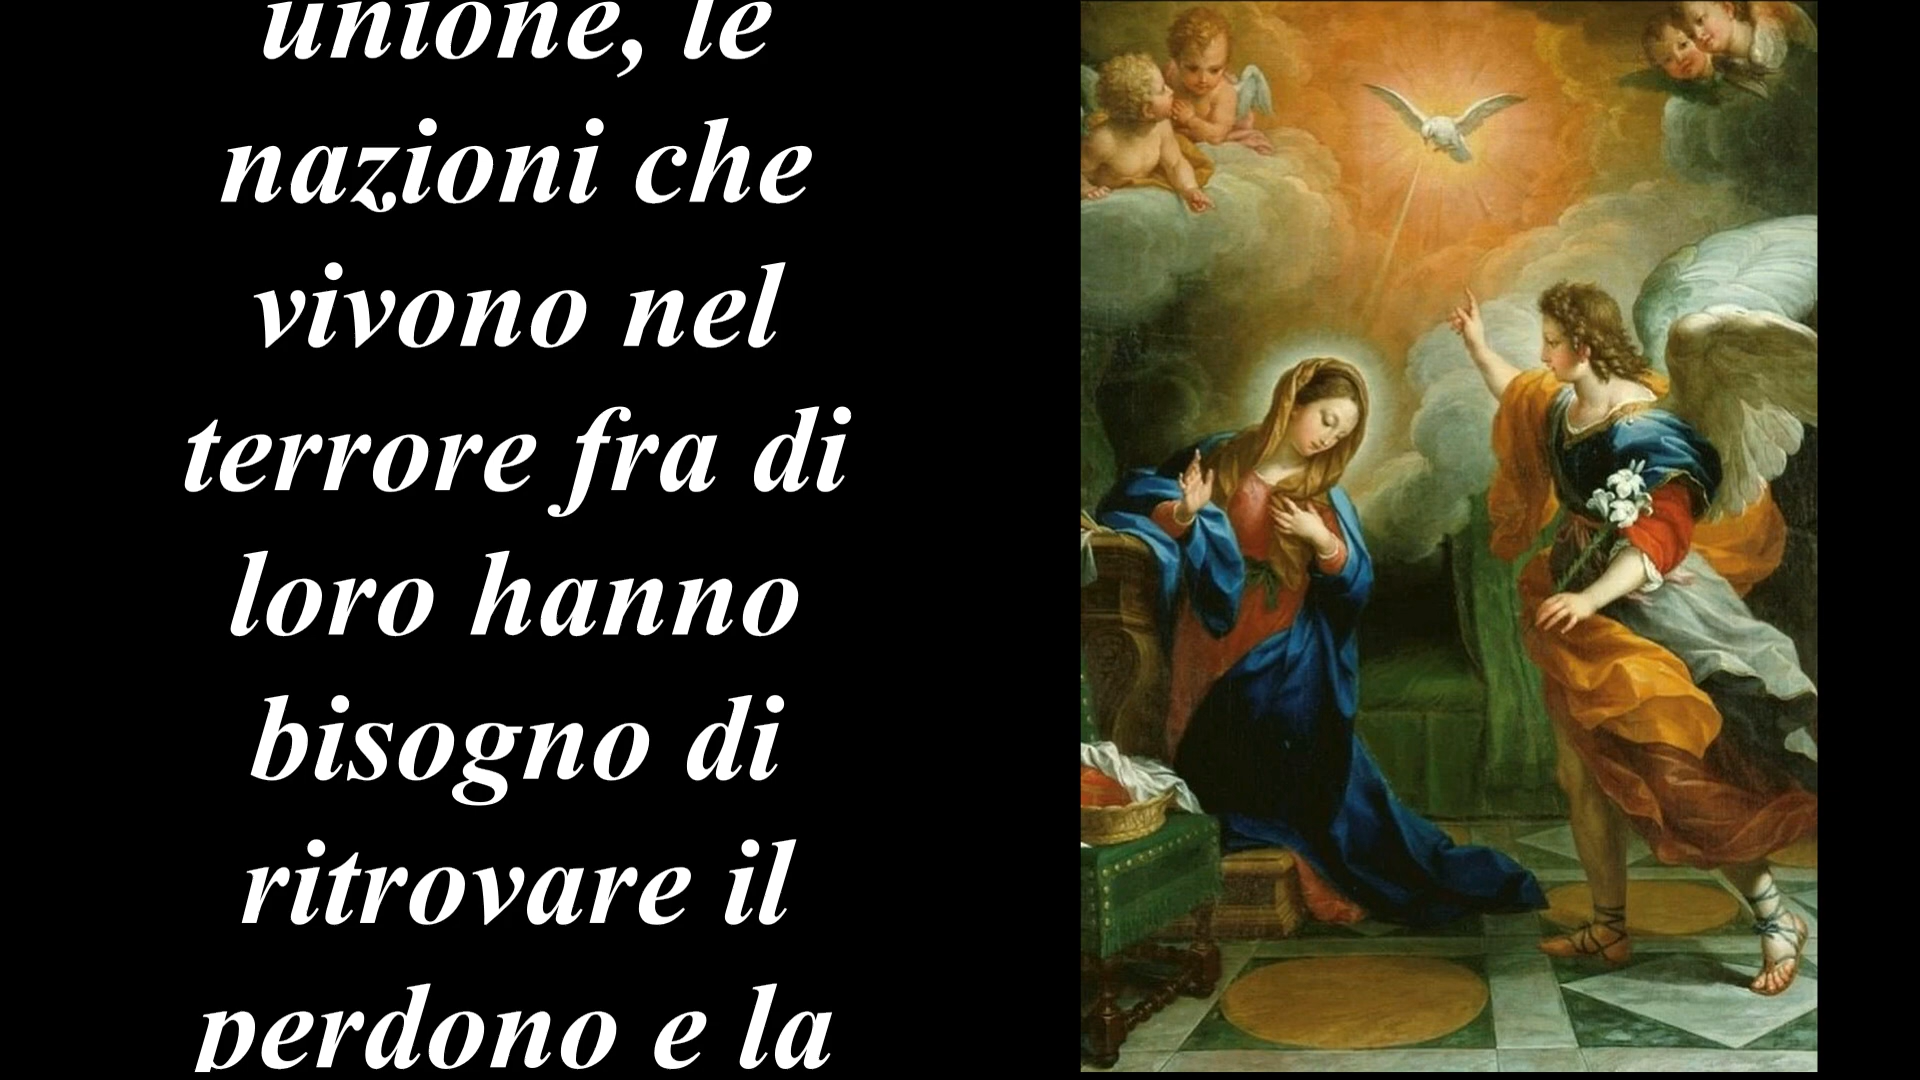 unione, le
nazioni che
vivono nel
terrore fra di
loro hanno
bisogno di
ritrovare il
perdono e la